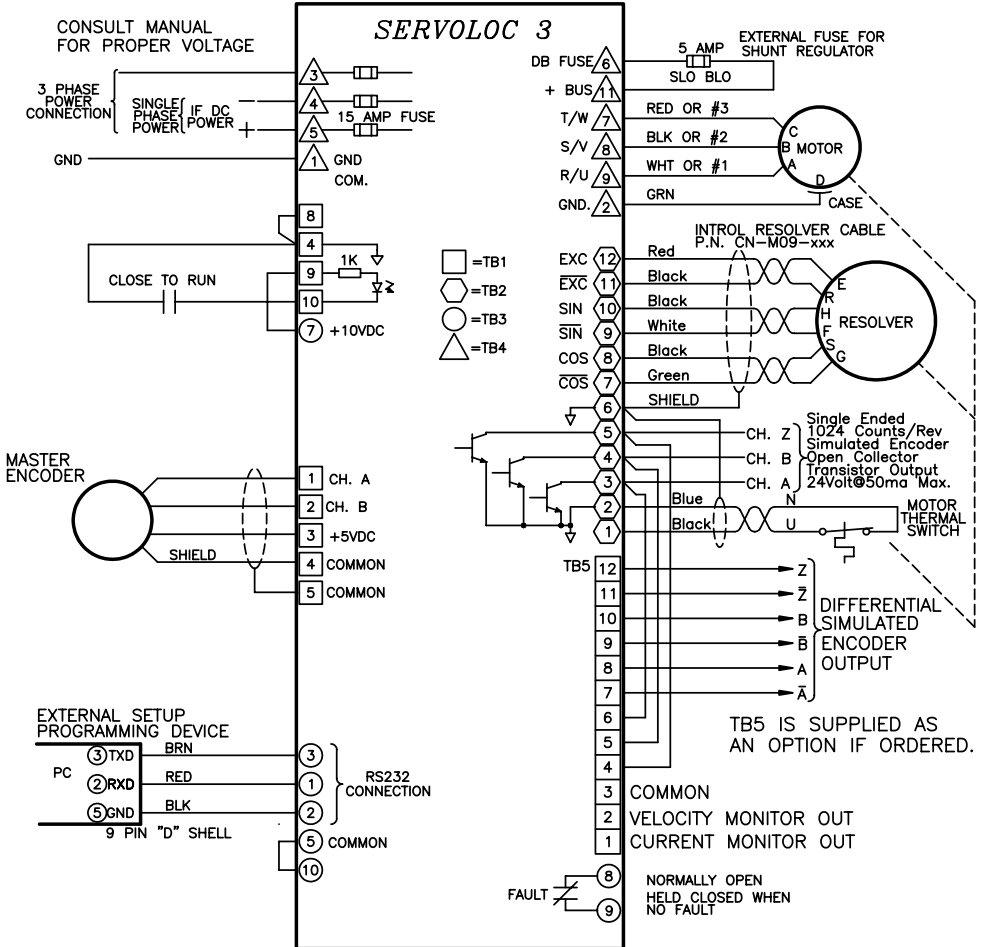 SERVOLOC 3
CONSULT MANUAL
FOR PROPER VOLTAGE
3 PHASE
POWER
CONNECTION
SINGLE
PHASE
POWER
IF DC
POWER
−
+
3
4
5
15 AMP FUSE
GND
1
GND
COM.
8
4
9
1K
10
7
+10VDC
CLOSE TO RUN
=TB1
=TB2
=TB3
=TB4
MASTER
ENCODER
SHIELD
1 CH. A
2 CH. B
3 +5VDC
4 COMMON
5 COMMON
EXTERNAL SETUP
PROGRAMMING DEVICE
PC
3 TXD BRN 3
2 RXD RED 1
5 GND BLK 2
9 PIN "D" SHELL
RS232
CONNECTION
5 COMMON
10
DB FUSE 6
5 AMP
SLO BLO
EXTERNAL FUSE FOR
SHUNT REGULATOR
+ BUS 11
T/W 7 RED OR #3 C
S/V 8 BLK OR #2 B
R/U 9 WHT OR #1 A
GND. 2 GRN D
MOTOR
CASE
INTROL RESOLVER CABLE
P.N. CN-M09-xxx
EXC 12 Red E
E̅X̅C̅ 11 Black R
SIN 10 Black H
S̅I̅N̅ 9 White F
COS 8 Black S
C̅O̅S̅ 7 Green G
RESOLVER
6 SHIELD
5 CH. Z
4 CH. B
3 CH. A
Single Ended
1024 Counts/Rev
Simulated Encoder
Open Collector
Transistor Output
24Volt@50ma Max.
2 Blue N
1 Black U
MOTOR
THERMAL
SWITCH
TB5
12 Z
11 Z̅
10 B
9 B̅
8 A
7 A̅
DIFFERENTIAL
SIMULATED
ENCODER
OUTPUT
6
5
4
TB5 IS SUPPLIED AS
AN OPTION IF ORDERED.
3 COMMON
2 VELOCITY MONITOR OUT
1 CURRENT MONITOR OUT
FAULT
8
9
NORMALLY OPEN
HELD CLOSED WHEN
NO FAULT